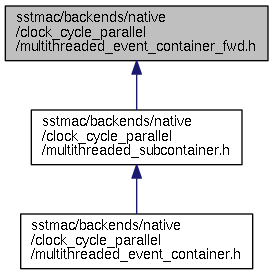 sstmac/backends/native
/clock_cycle_parallel
/multithreaded_event_container_fwd.h
sstmac/backends/native
/clock_cycle_parallel
/multithreaded_subcontainer.h
sstmac/backends/native
/clock_cycle_parallel
/multithreaded_event_container.h